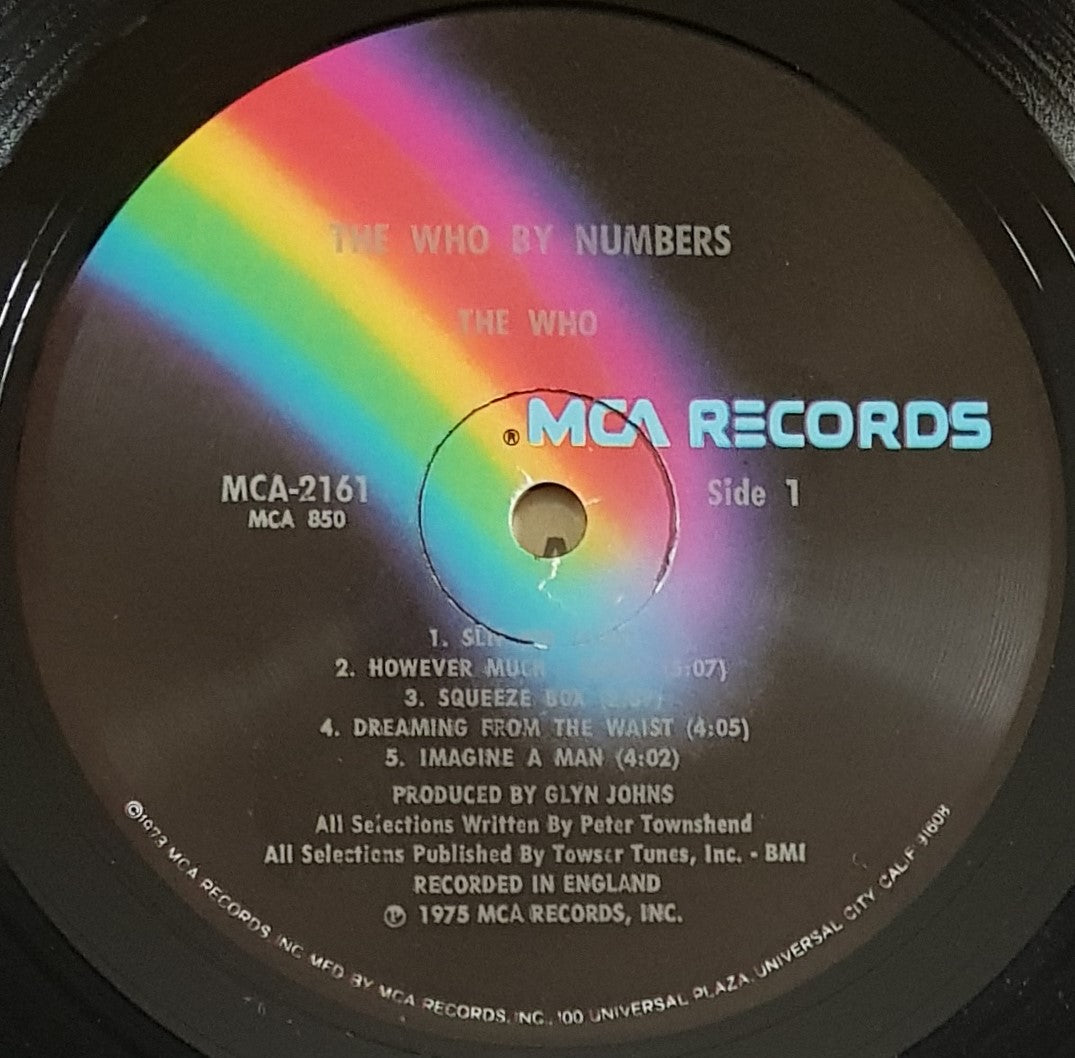 THE WHO BY NUMBERS
THE WHO
® MCA RECORDS
MCA-2161
MCA 850
Side 1
1.
2. HOWEVER MUCH :07)
3. SQUEEZE BOX
4. DREAMING FROM THE WAIST (4:05)
5. IMAGINE A MAN (4:02)
PRODUCED BY GLYN JOHNS
All Selections Written By Peter Townshend
All Selections Published By Towser Tunes, Inc. • BMI
RECORDED IN ENGLAND
℗ 1975 MCA RECORDS, INC.
©1973 MCA RECORDS, INC. MFD. BY MCA RECORDS, INC., 100 UNIVERSAL PLAZA, UNIVERSAL CITY, CALIF. 91608